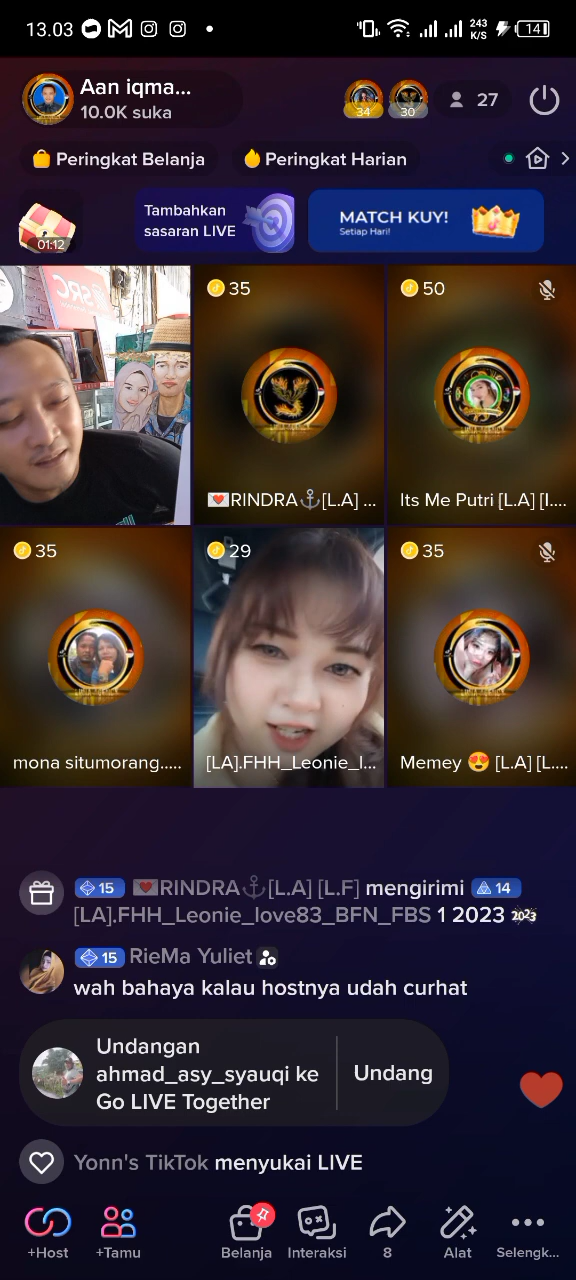 13.03
243
K/S
14
Aan iqma...
10.0K suka
34
30
27
Peringkat Belanja
Peringkat Harian
01:12
Tambahkan
sasaran LIVE
MATCH KUY!
Setiap Hari!
SRC
35
50
💌RINDRA⚓[L.A] ...
Its Me Putri [L.A] [I....
35
29
35
mona situmorang.....
[LA].FHH_Leonie_l...
Memey 😍 [L.A] [L....
15 💌RINDRA⚓[L.A] [L.F] mengirimi 14
[LA].FHH_Leonie_love83_BFN_FBS 1 2023
15 RieMa Yuliet
wah bahaya kalau hostnya udah curhat
Undangan
ahmad_asy_syauqi ke
Go LIVE Together
Undang
Yonn's TikTok menyukai LIVE
+Host
+Tamu
Belanja
Interaksi
8
Alat
Selengk...